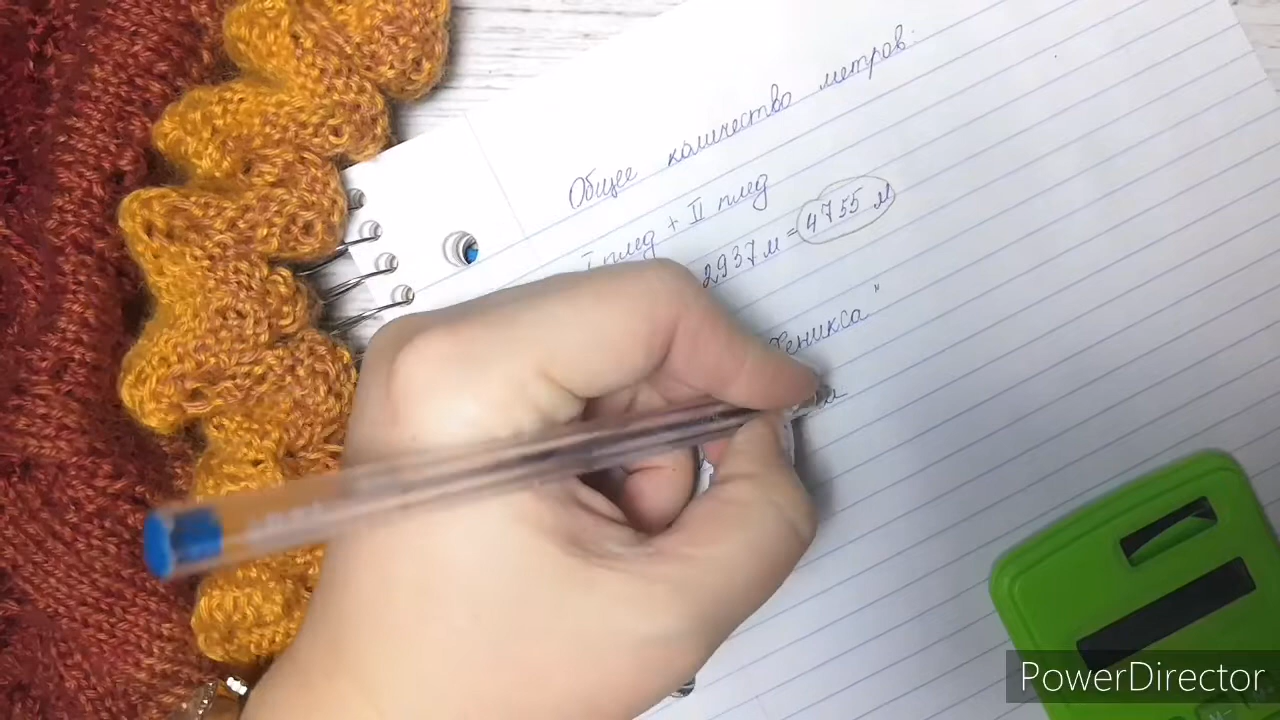 Общее количество метров:
I плед + II плед
2937 м = 4755 м
Феникса"
м
PowerDirector